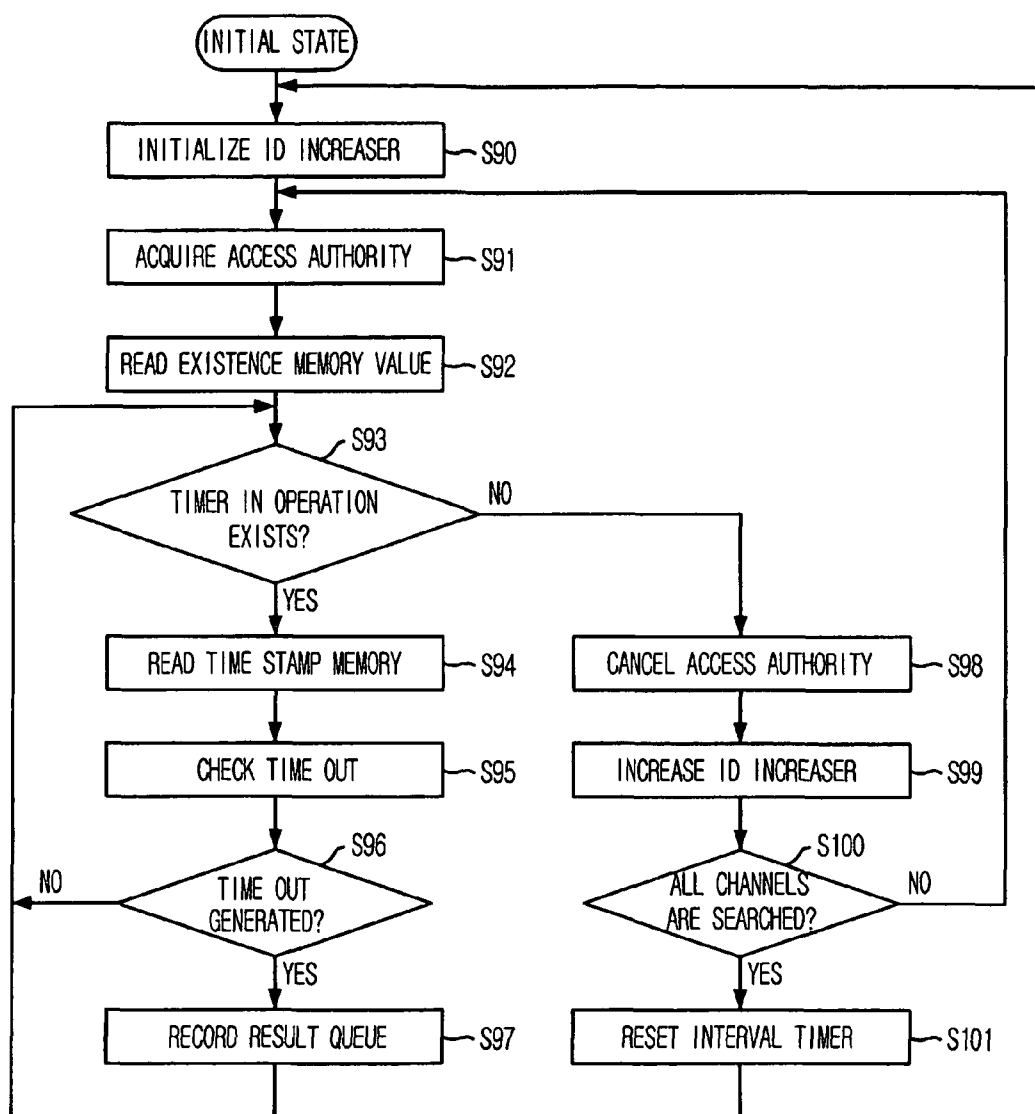 INITIAL STATE
INITIALIZE ID INCREASER
S90
ACQUIRE ACCESS AUTHORITY
S91
READ EXISTENCE MEMORY VALUE
S92
S93
TIMER IN OPERATION
EXISTS?
NO
YES
READ TIME STAMP MEMORY
S94
CANCEL ACCESS AUTHORITY
S98
CHECK TIME OUT
S95
INCREASE ID INCREASER
S99
S96
TIME OUT
GENERATED?
NO
YES
S100
ALL CHANNELS
ARE SEARCHED?
NO
YES
RECORD RESULT QUEUE
S97
RESET INTERVAL TIMER
S101